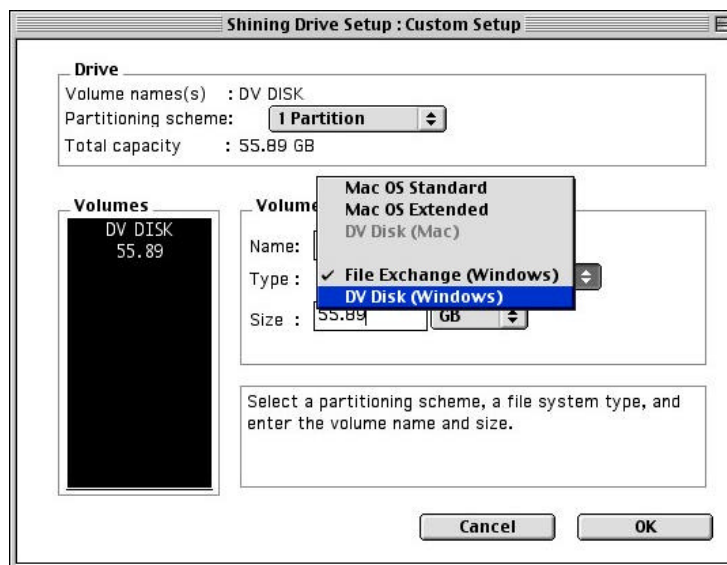 Shining Drive Setup : Custom Setup
Drive
Volume names(s) : DV DISK
Partitioning scheme: 1 Partition
Total capacity : 55.89 GB
Volumes
DV DISK
55.89
Volume
Name:
Type :
Size : 55.89 GB
Mac OS Standard
Mac OS Extended
DV Disk (Mac)
✓ File Exchange (Windows)
DV Disk (Windows)
Select a partitioning scheme, a file system type, and
enter the volume name and size.
Cancel OK